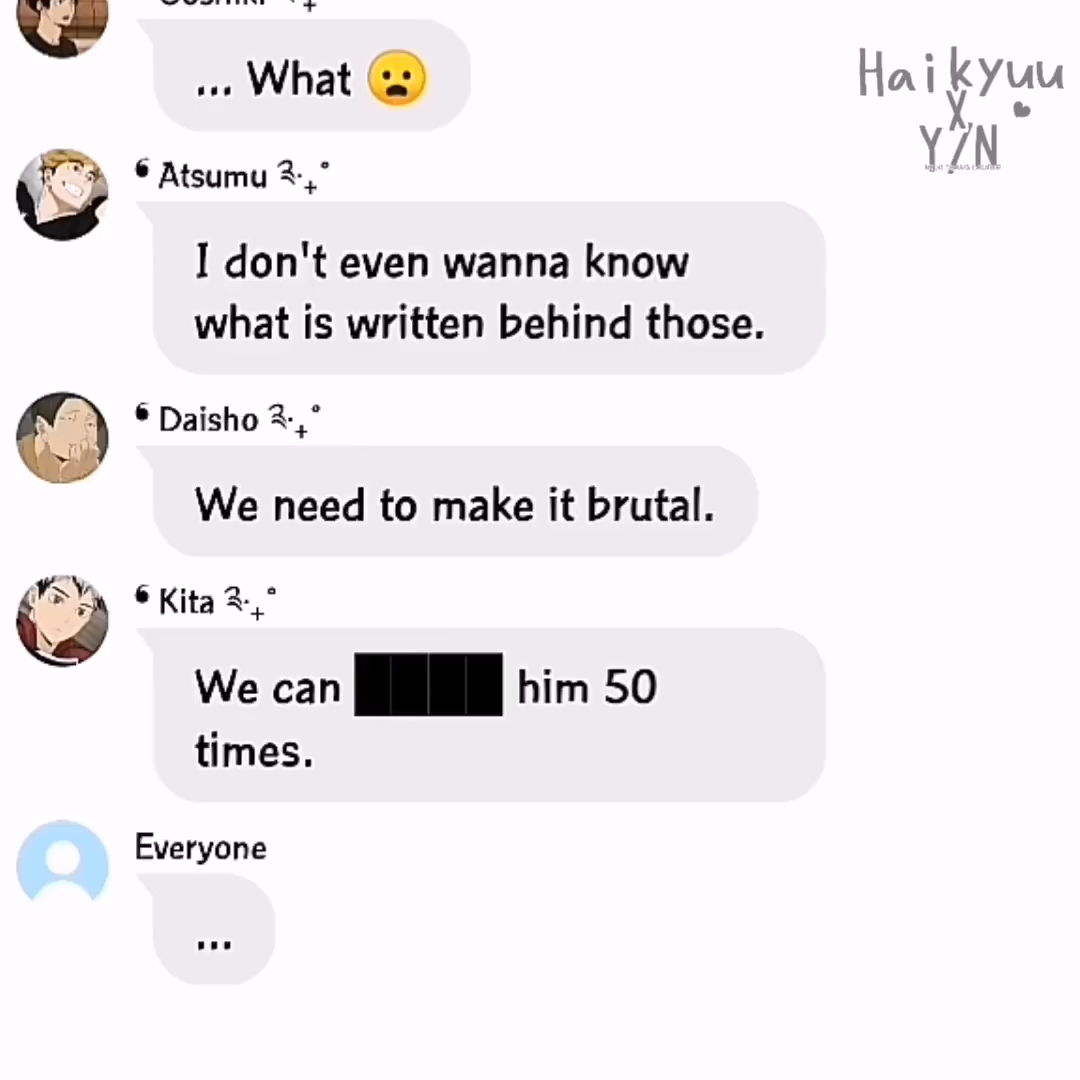 ... What 😦
Haikyuu
X,
Y/N
❛ Atsumu ༉‧₊˚
I don't even wanna know
what is written behind those.
❛ Daisho ༉‧₊˚
We need to make it brutal.
❛ Kita ༉‧₊˚
We can ████ him 50
times.
Everyone
...